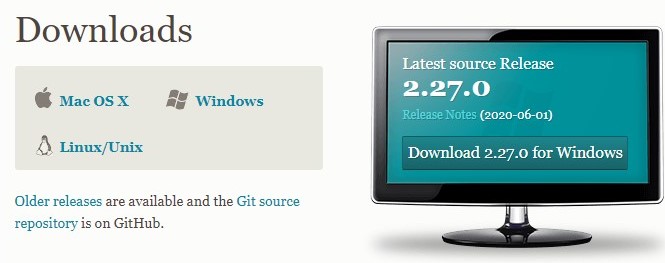 Downloads
Mac OS X
Windows
Linux/Unix
Older releases are available and the Git source
repository is on GitHub.
Latest source Release
2.27.0
Release Notes (2020-06-01)
Download 2.27.0 for Windows